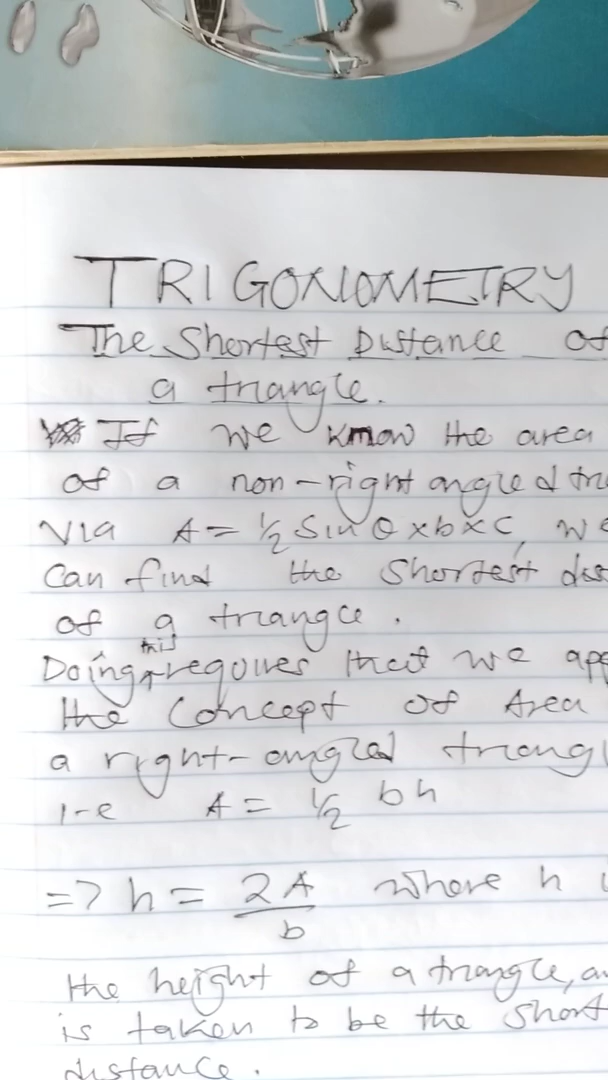 TRIGONIOMETRY
The Shortest Distance of
a triangle.
If we know the area
of a non-right angled
Via A = ½ Sin θ x b x c, we
Can find the Shortest
of a triangle.
Doing this requires that we
the Concept of Area
a right-angled
i-e A = ½ bh
=> h = 2A/b where h
the height of a triangle,
is taken to be the
distance.